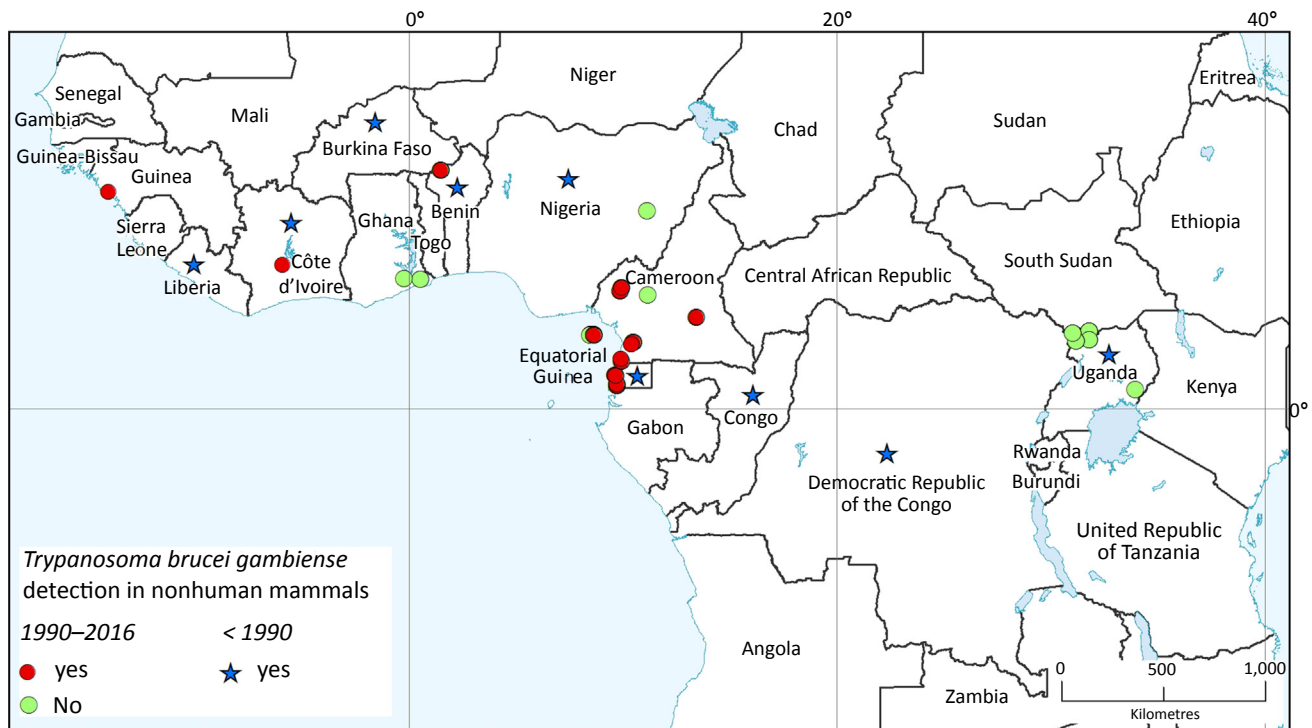 0°
20°
40°
Niger
Eritrea
Senegal
Mali
Chad
Sudan
Gambia
Burkina Faso
Guinea-Bissau
Guinea
Nigeria
Benin
Ghana
Ethiopia
Sierra
Leone
Togo
Côte
d’Ivoire
Liberia
Cameroon
Central African Republic
South Sudan
Equatorial
Guinea
Uganda
Kenya
0°
Gabon
Congo
Rwanda
Burundi
Democratic Republic
of the Congo
United Republic
of Tanzania
Angola
Zambia
Trypanosoma brucei gambiense
detection in nonhuman mammals
1990–2016 < 1990
yes yes
No
0 500 1,000
Kilometres